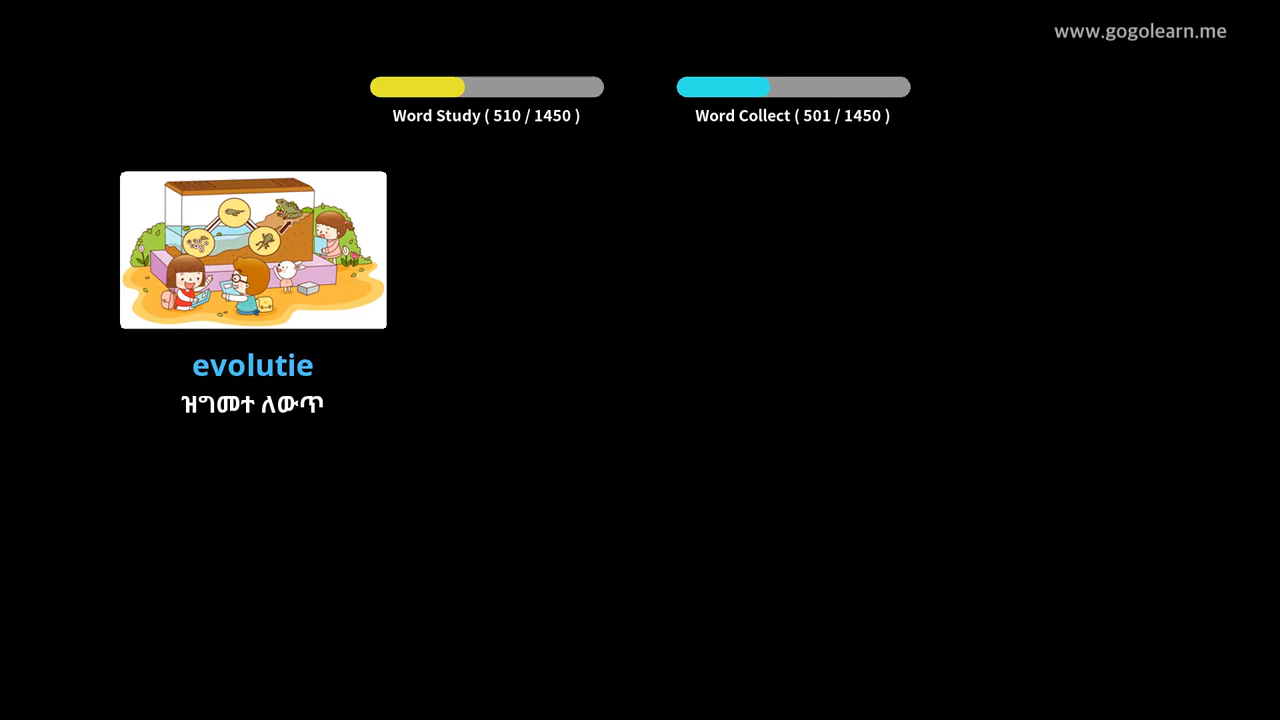 www.gogolearn.me
Word Study ( 510 / 1450 )
Word Collect ( 501 / 1450 )
evolutie
ዝግመተ ለውጥ